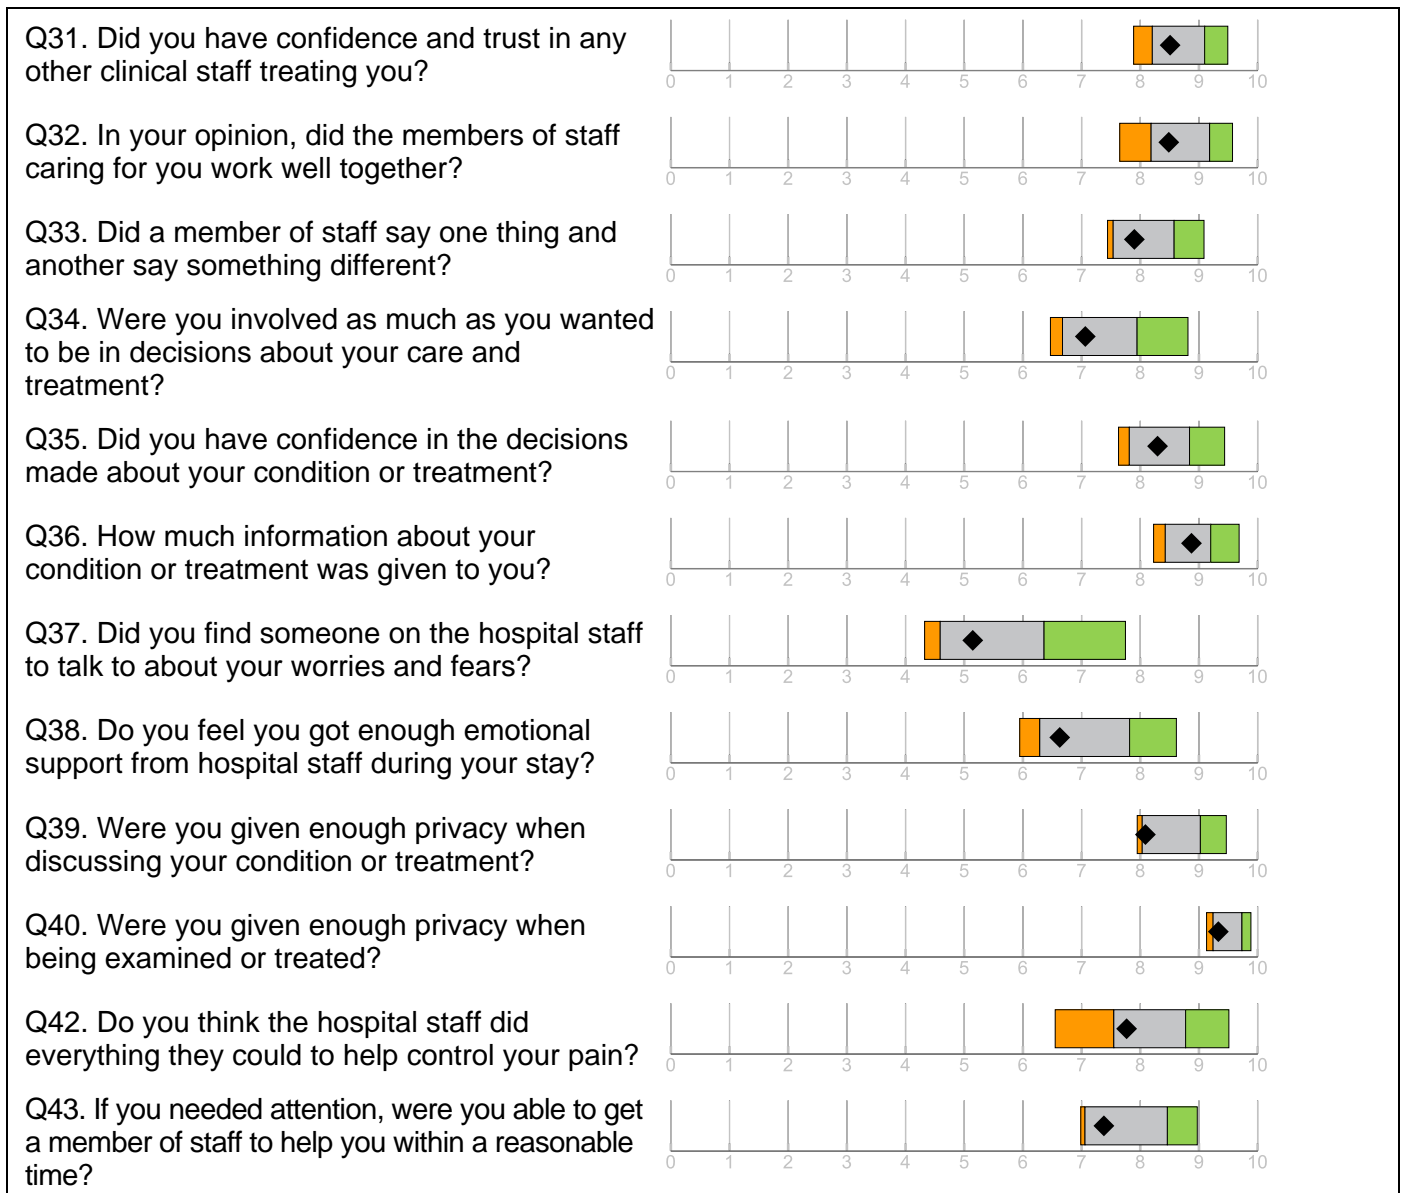 Q31. Did you have confidence and trust in any
other clinical staff treating you?
0 1 2 3 4 5 6 7 8 9 10
Q32. In your opinion, did the members of staff
caring for you work well together?
0 1 2 3 4 5 6 7 8 9 10
Q33. Did a member of staff say one thing and
another say something different?
0 1 2 3 4 5 6 7 8 9 10
Q34. Were you involved as much as you wanted
to be in decisions about your care and
treatment?
0 1 2 3 4 5 6 7 8 9 10
Q35. Did you have confidence in the decisions
made about your condition or treatment?
0 1 2 3 4 5 6 7 8 9 10
Q36. How much information about your
condition or treatment was given to you?
0 1 2 3 4 5 6 7 8 9 10
Q37. Did you find someone on the hospital staff
to talk to about your worries and fears?
0 1 2 3 4 5 6 7 8 9 10
Q38. Do you feel you got enough emotional
support from hospital staff during your stay?
0 1 2 3 4 5 6 7 8 9 10
Q39. Were you given enough privacy when
discussing your condition or treatment?
0 1 2 3 4 5 6 7 8 9 10
Q40. Were you given enough privacy when
being examined or treated?
0 1 2 3 4 5 6 7 8 9 10
Q42. Do you think the hospital staff did
everything they could to help control your pain?
0 1 2 3 4 5 6 7 8 9 10
Q43. If you needed attention, were you able to get
a member of staff to help you within a reasonable
time?
0 1 2 3 4 5 6 7 8 9 10